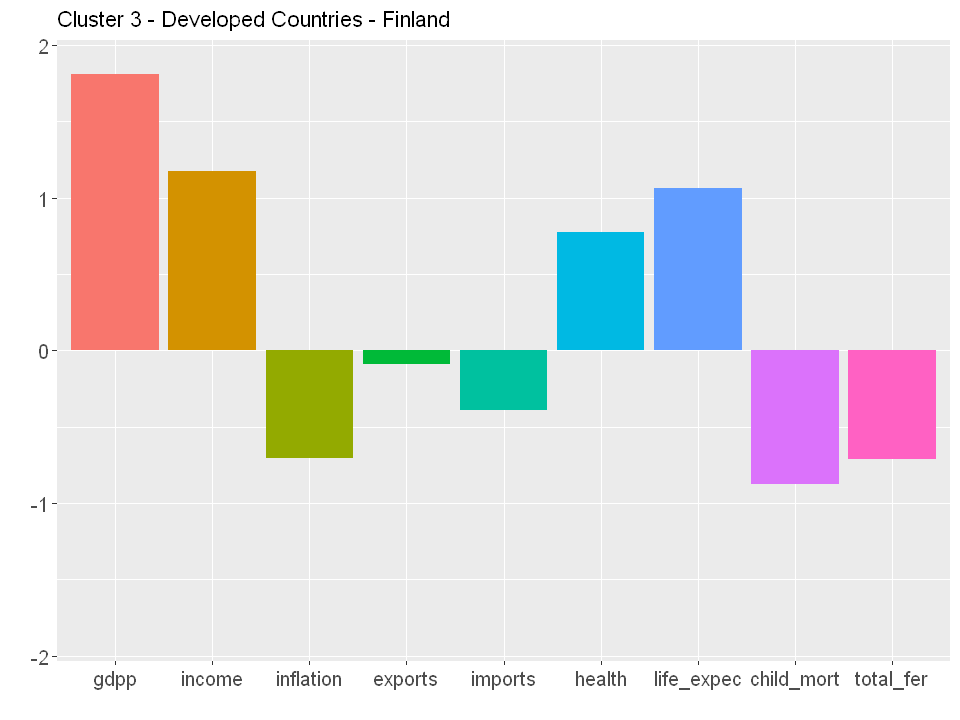 Cluster 3 - Developed Countries - Finland
2
1
0
-1
-2
gdpp income inflation exports imports health life_expec child_mort total_fer